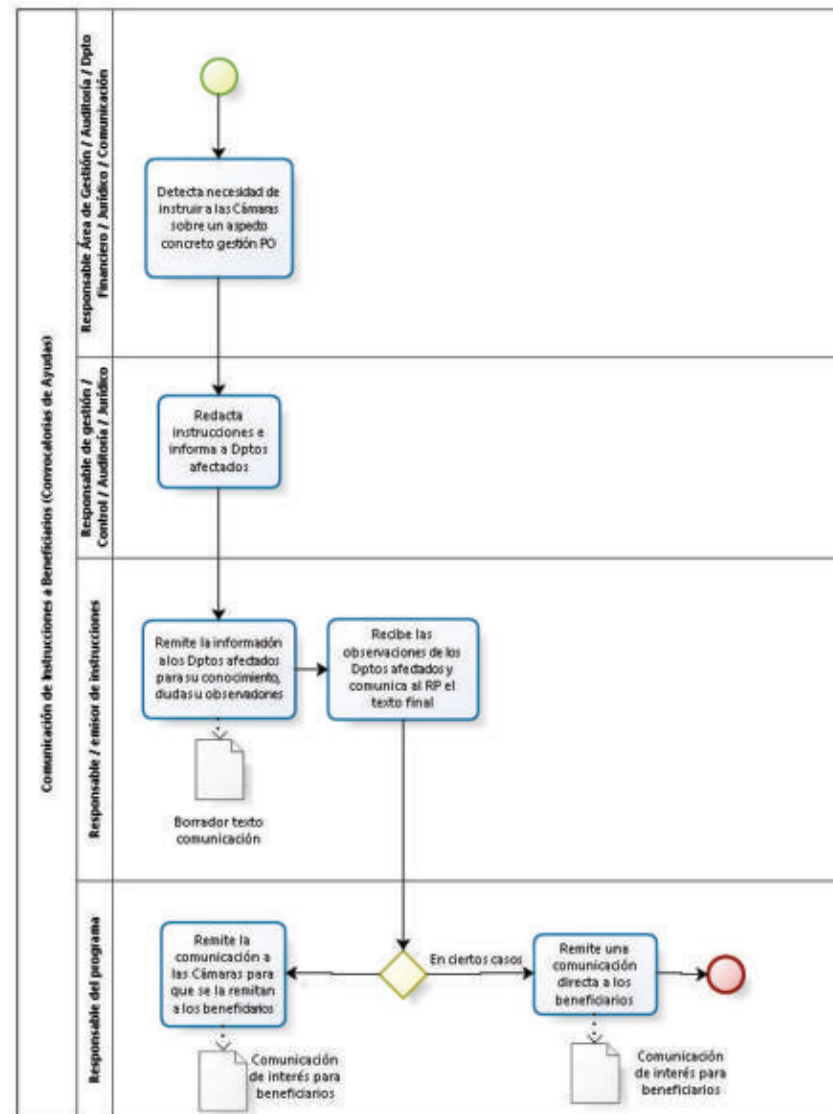 Comunicación de Instrucciones a Beneficiarios (Convocatorias de Ayudas)
Responsable Área de Gestión / Auditoría / Dpto
Financiero / Jurídico / Comunicación
Detecta necesidad de
instruir a las Cámaras
sobre un aspecto
concreto gestión PO
Responsable de gestión /
Control / Auditoría / Jurídico
Redacta
instrucciones e
informa a Dptos
afectados
Responsable / emisor de instrucciones
Remite la información
a los Dptos afectados
para su conocimiento,
dudas u observaciones
Recibe las
observaciones de los
Dptos afectados y
comunica al RP el
texto final
Borrador texto
comunicación
Responsable del programa
Remite la
comunicación a
las Cámaras para
que se la remitan
a los beneficiarios
En ciertos casos
Remite una
comunicación
directa a los
beneficiarios
Comunicación
de interés para
beneficiarios
Comunicación
de interés para
beneficiarios